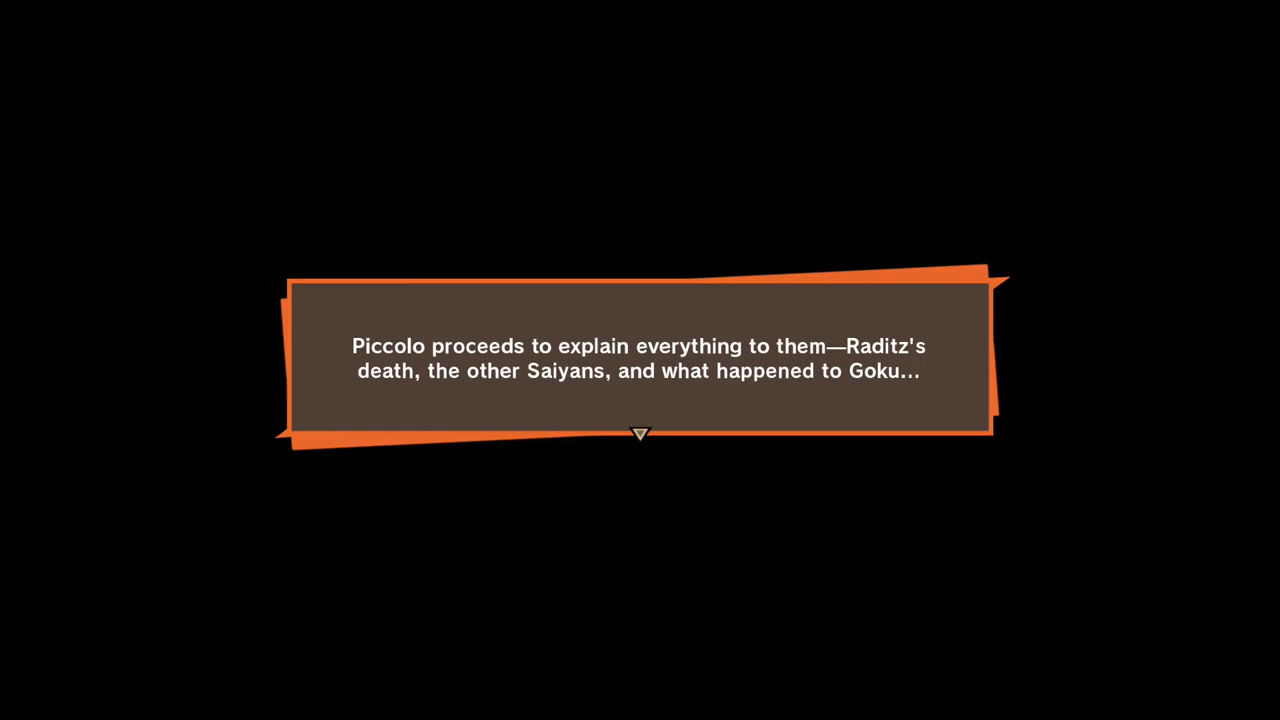 Piccolo proceeds to explain everything to them—Raditz's
death, the other Saiyans, and what happened to Goku...